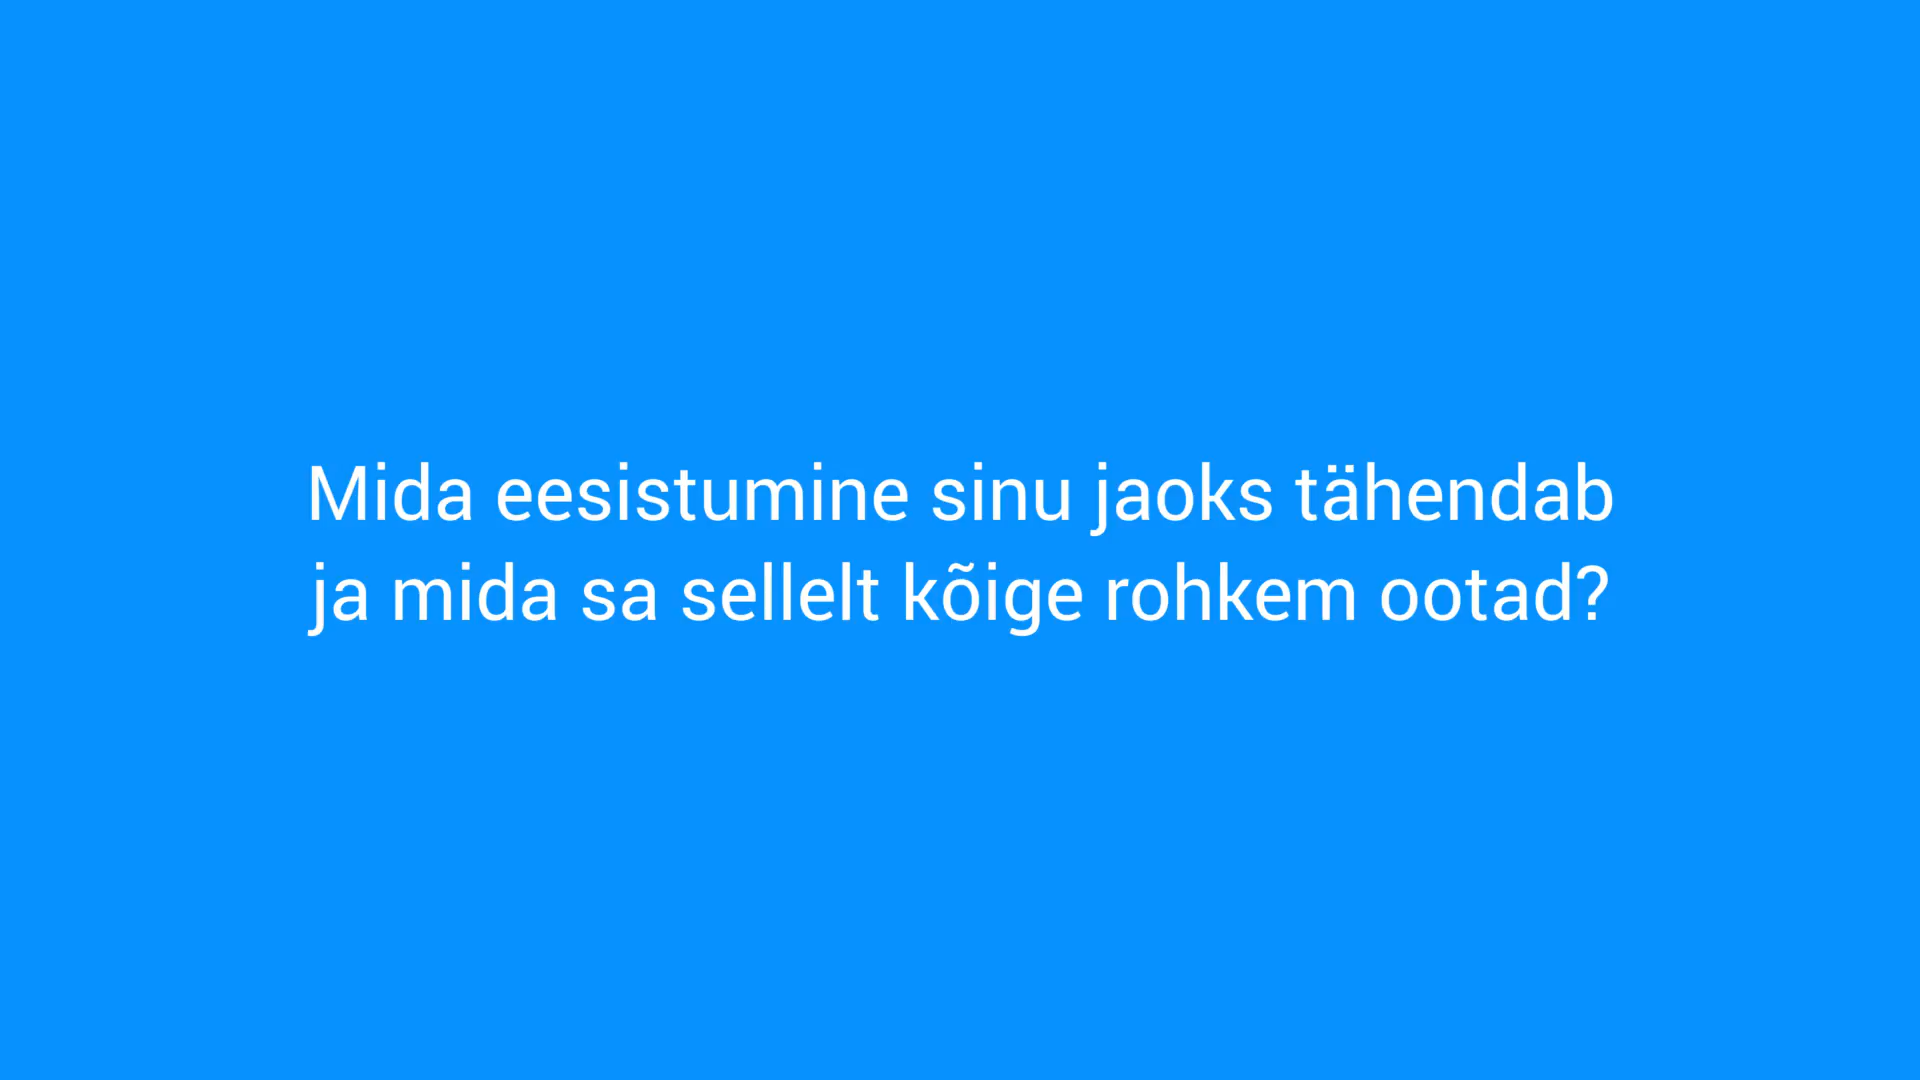 Mida eesistumine sinu jaoks tähendab
ja mida sa sellelt kõige rohkem ootad?